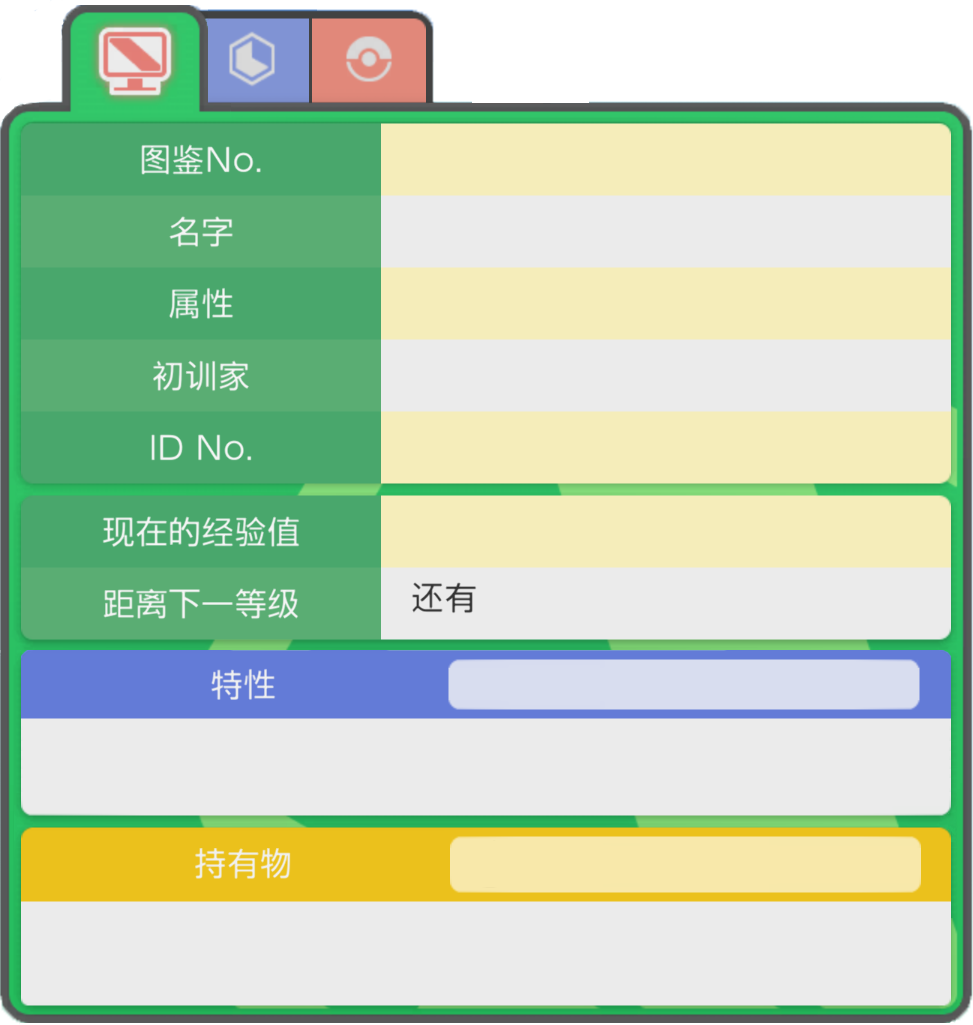 图鉴No.
名字
属性
初训家
ID No.
现在的经验值
距离下一等级
还有
特性
持有物